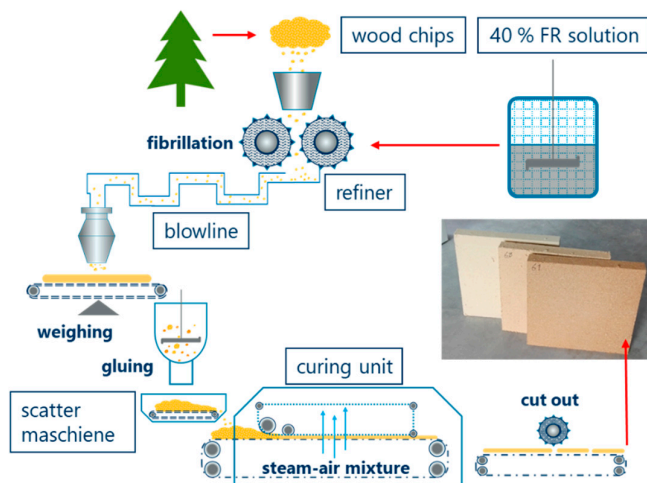 wood chips
40 % FR solution
fibrillation
refiner
blowline
weighing
gluing
curing unit
scatter
maschiene
cut out
steam-air mixture